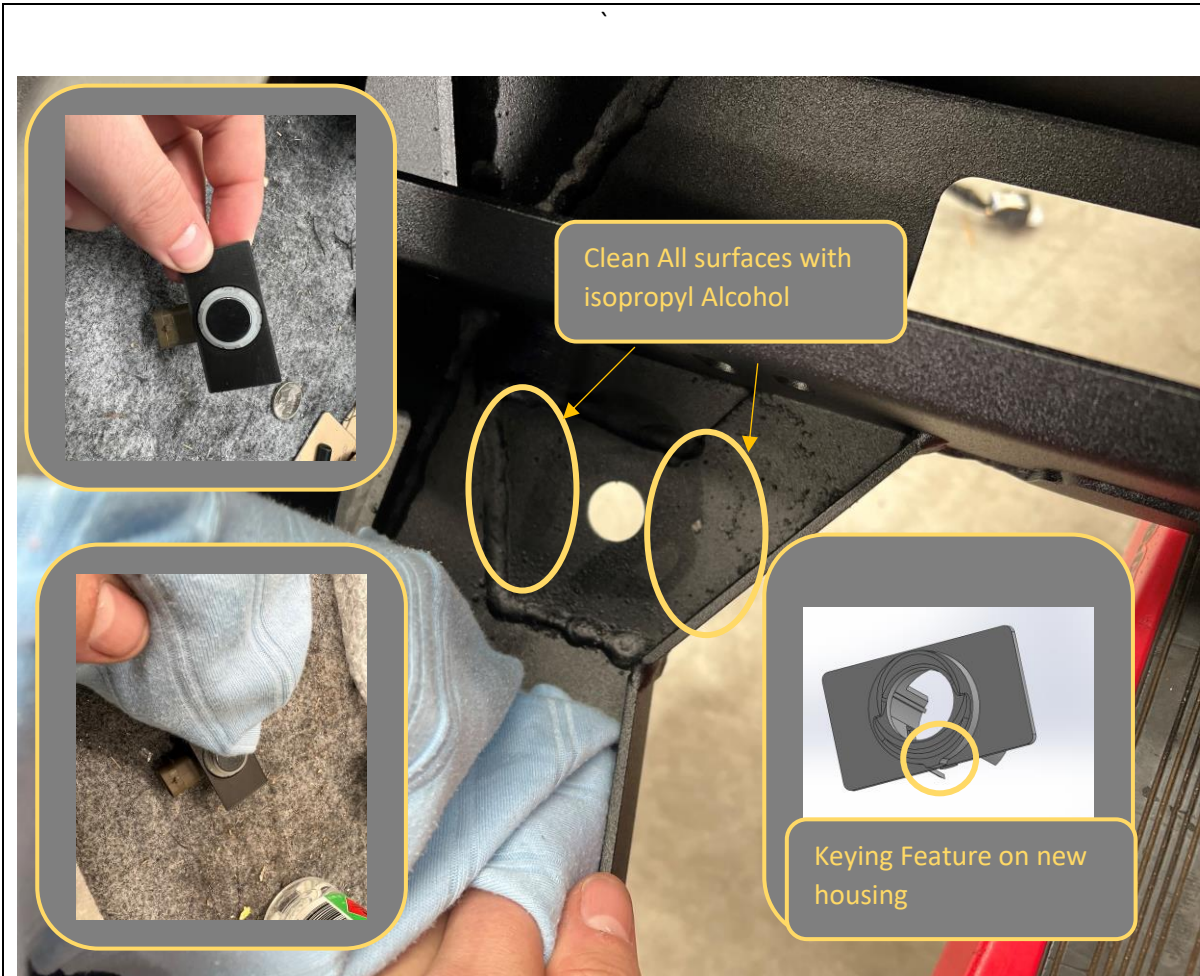 `
Clean All surfaces with
isopropyl Alcohol
Keying Feature on new
housing